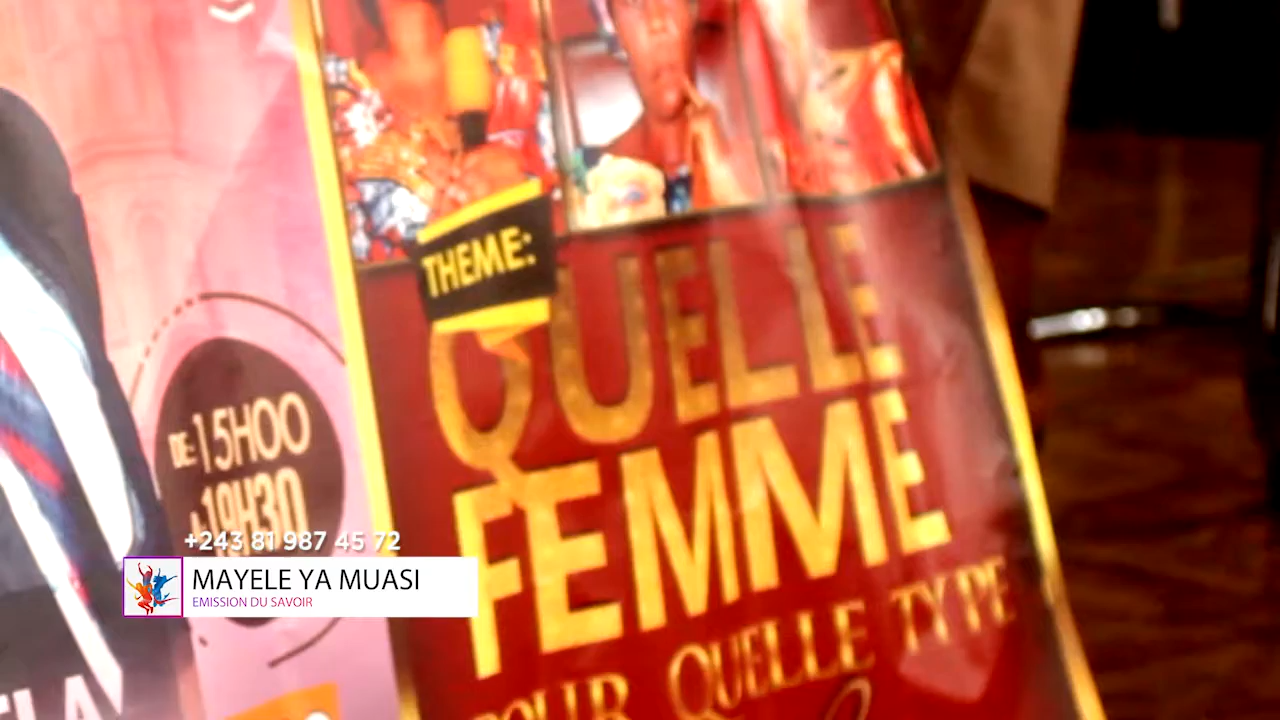 THEME:
QUELLE
FEMME
POUR QUELLE TYPE
DE 15H00
19H30
+243 81 987 45 72
MAYELE YA MUASI
EMISSION DU SAVOIR